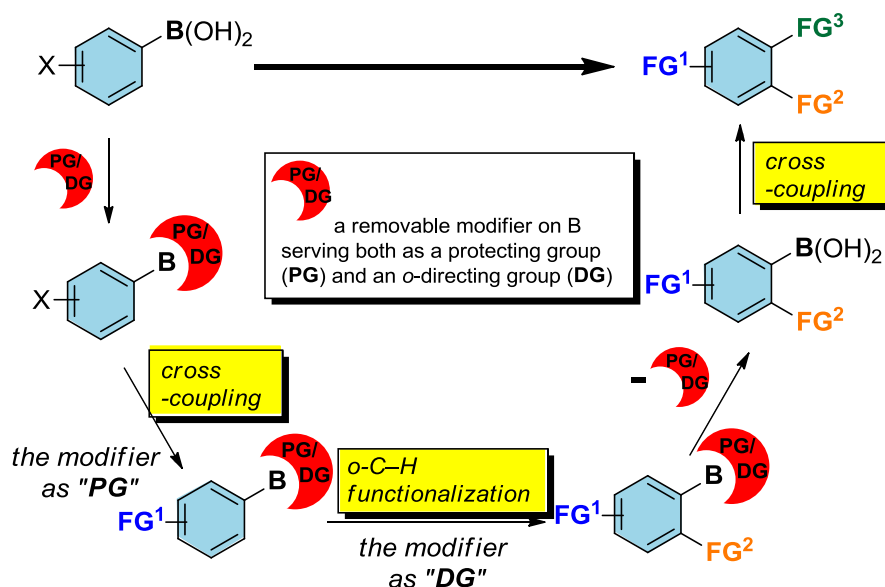 B(OH)2
X
FG3
FG1
FG2
PG/
DG
PG/
DG
a removable modifier on B
serving both as a protecting group
(PG) and an o-directing group (DG)
cross
-coupling
PG/
DG
B
X
B(OH)2
FG1
FG2
cross
-coupling
PG/
DG
the modifier
as "PG"
PG/
DG
B
FG1
o-C–H
functionalization
the modifier
as "DG"
PG/
DG
B
FG1
FG2